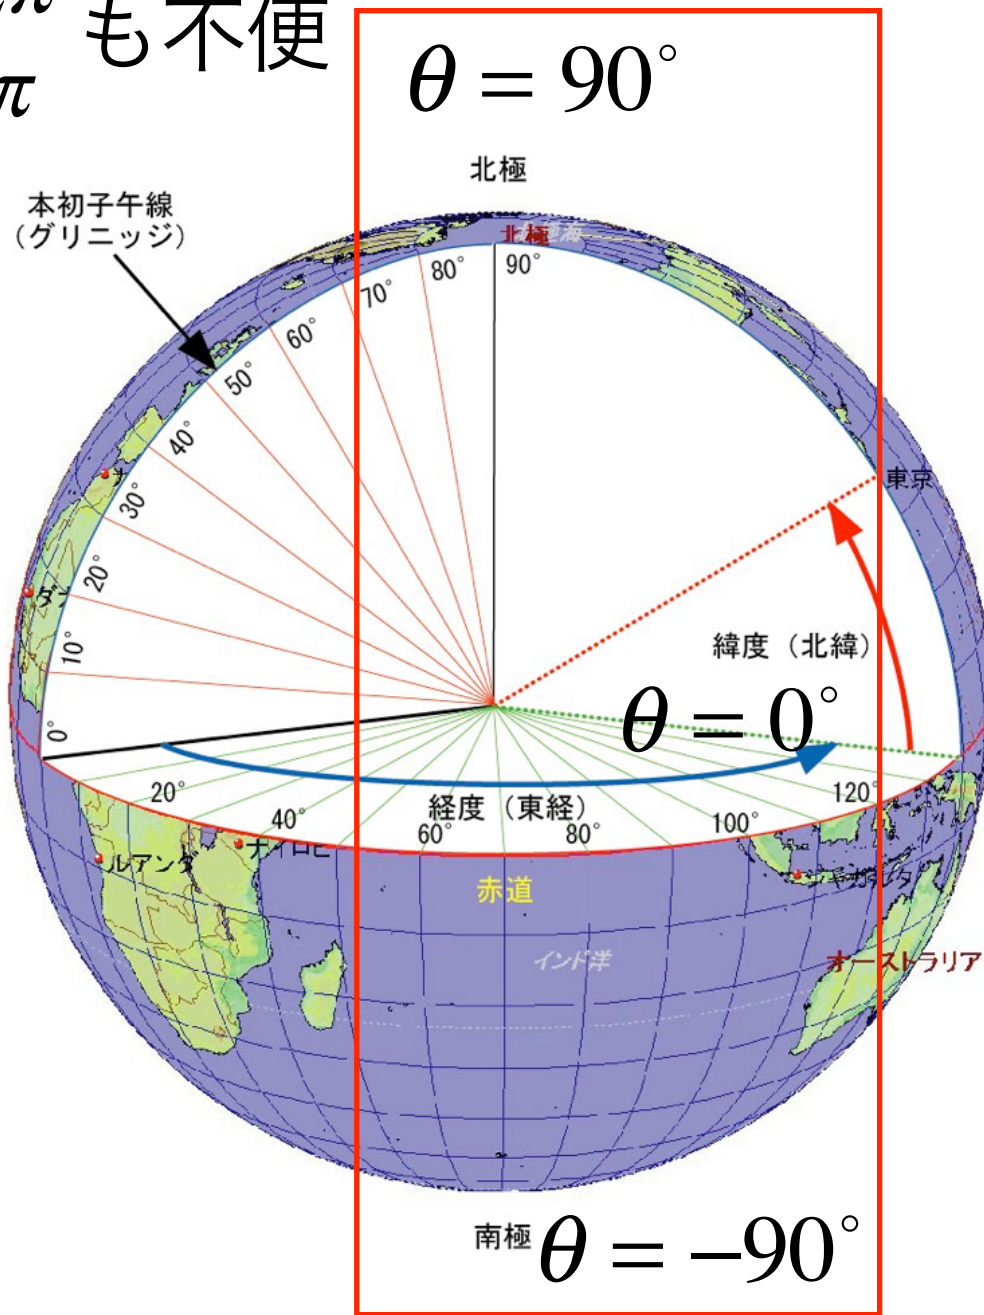 も不便
π
θ = 90°
北極
本初子午線
（グリニッジ）
北極
90°
80°
70°
60°
50°
40°
30°
20°
10°
0°
東京
緯度（北緯）
θ = 0°
経度（東経）
20°
40°
60°
80°
100°
120°
ルアンダ
ナイロビ
赤道
インド洋
オーストラリア
南極
θ = −90°